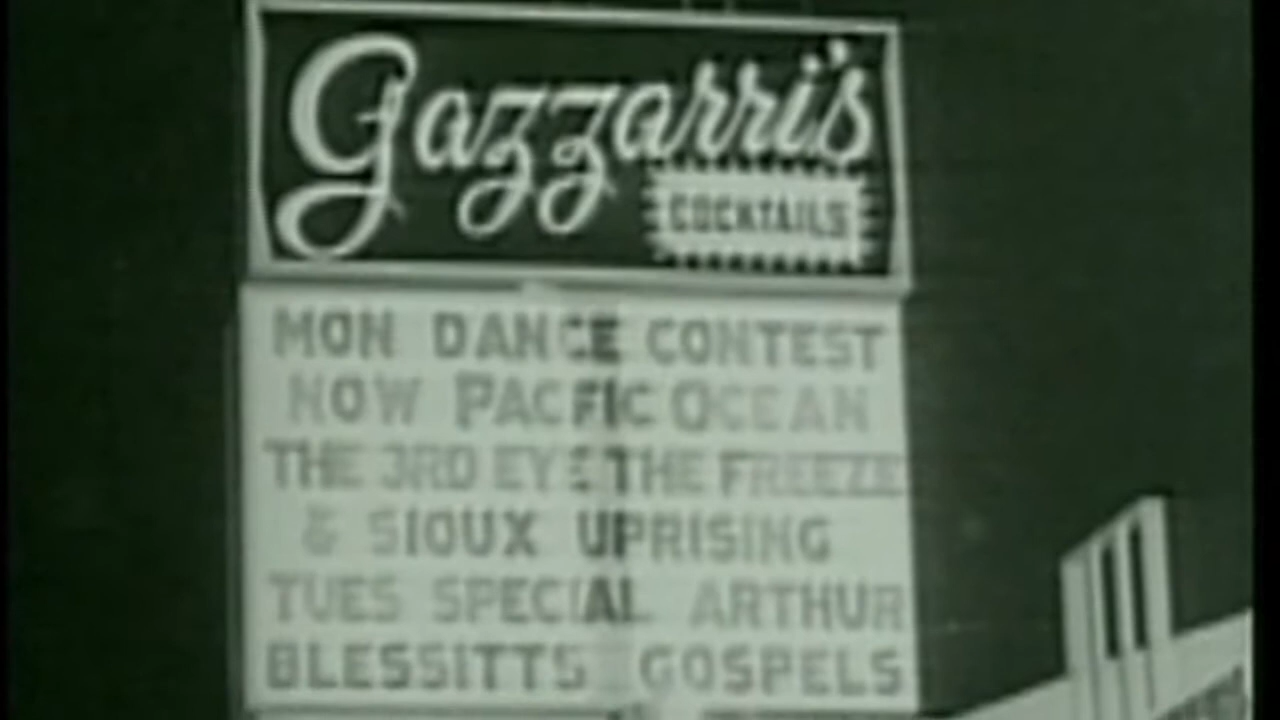 Gazzarri's
COCKTAILS
MON DANCE CONTEST
NOW PACIFIC OCEAN
THE 3RD EYE THE FREEZE
& SIOUX UPRISING
TUES SPECIAL ARTHUR
BLESSITTS GOSPELS